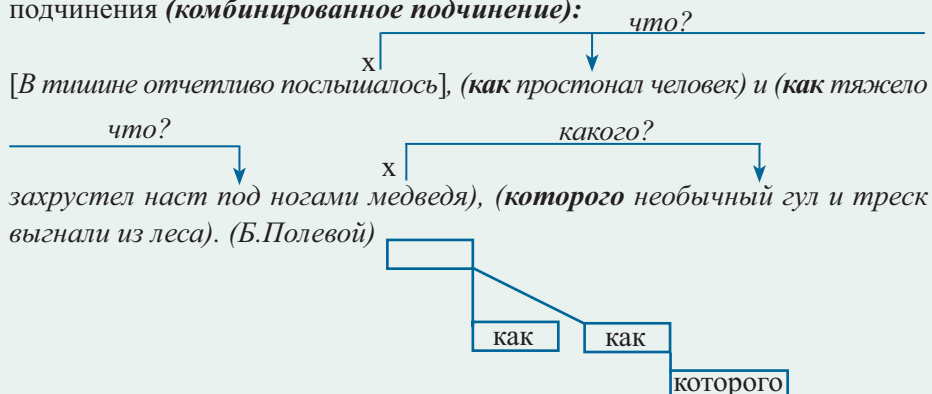 подчинения (комбинированное подчинение):
что?
х
[В тишине отчетливо послышалось], (как простонал человек) и (как тяжело
что?
какого?
х
захрустел наст под ногами медведя), (которого необычный гул и треск
выгнали из леса). (Б.Полевой)
как
как
которого